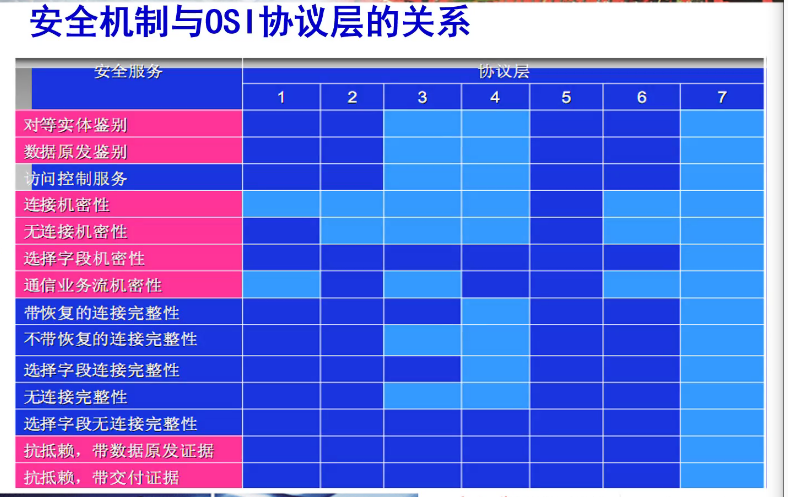 安全机制与OSI协议层的关系
安全服务 协议层
1 2 3 4 5 6 7
对等实体鉴别
数据原发鉴别
访问控制服务
连接机密性
无连接机密性
选择字段机密性
通信业务流机密性
带恢复的连接完整性
不带恢复的连接完整性
选择字段连接完整性
无连接完整性
选择字段无连接完整性
抗抵赖，带数据原发证据
抗抵赖，带交付证据